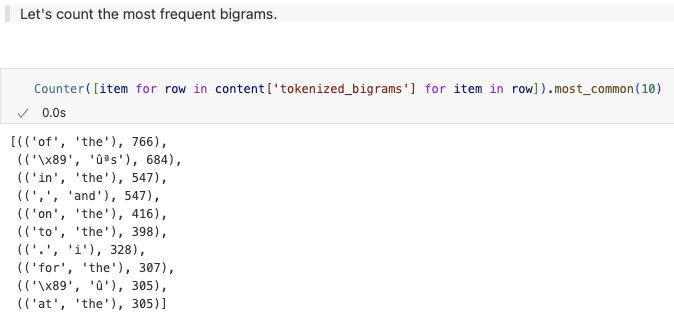 Let's count the most frequent bigrams.
Counter([item for row in content['tokenized_bigrams'] for item in row]).most_common(10)
✓ 0.0s
[(('of', 'the'), 766),
(('\x89', 'ûªs'), 684),
(('in', 'the'), 547),
((',', 'and'), 547),
(('on', 'the'), 416),
(('to', 'the'), 398),
(('.', 'i'), 328),
(('for', 'the'), 307),
(('\x89', 'û'), 305),
(('at', 'the'), 305)]